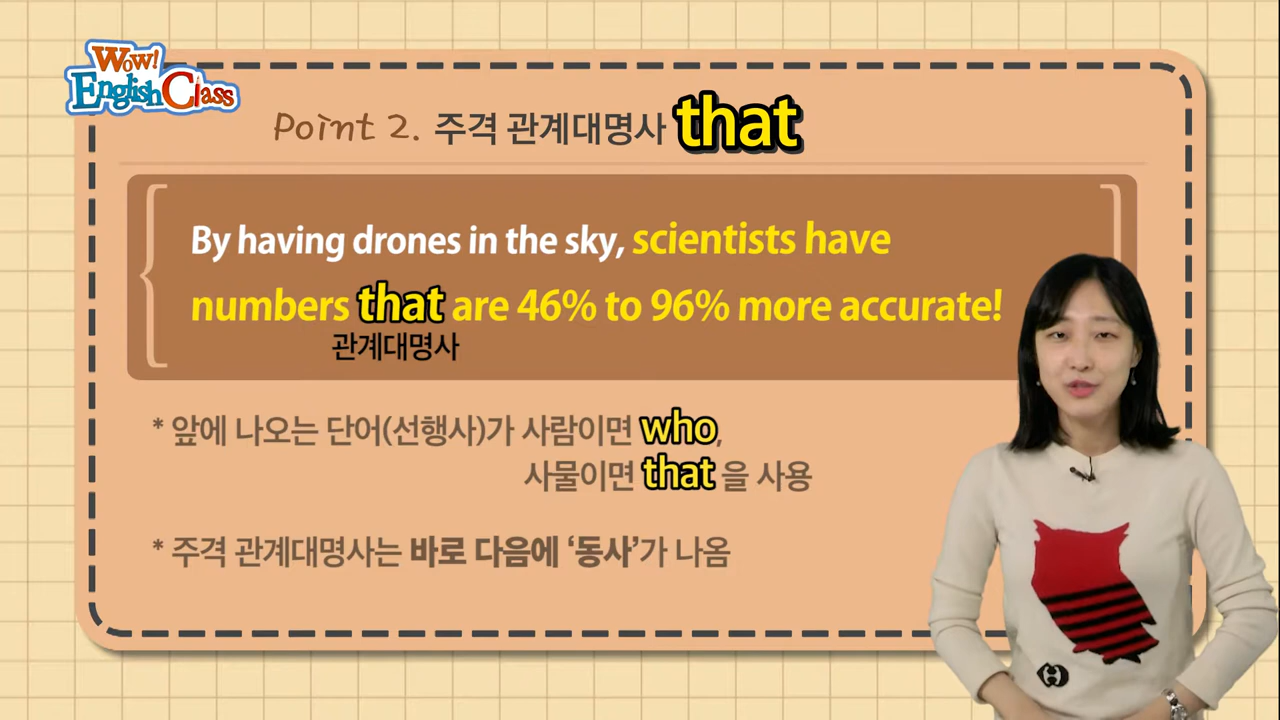 Wow!
English Class
Point 2. 주격 관계대명사 that
By having drones in the sky, scientists have
numbers that are 46% to 96% more accurate!
관계대명사
* 앞에 나오는 단어(선행사)가 사람이면 who,
사물이면 that 을 사용
* 주격 관계대명사는 바로 다음에 ‘동사’가 나옴